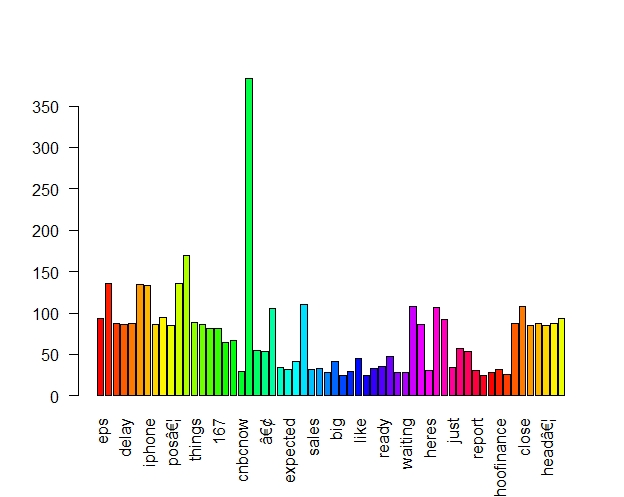 350
300
250
200
150
100
50
0
eps
delay
iphone
posâ€¦
things
167
cnbcnow
â€¢
expected
sales
big
like
ready
waiting
heres
just
report
hoofinance
close
headâ€¦